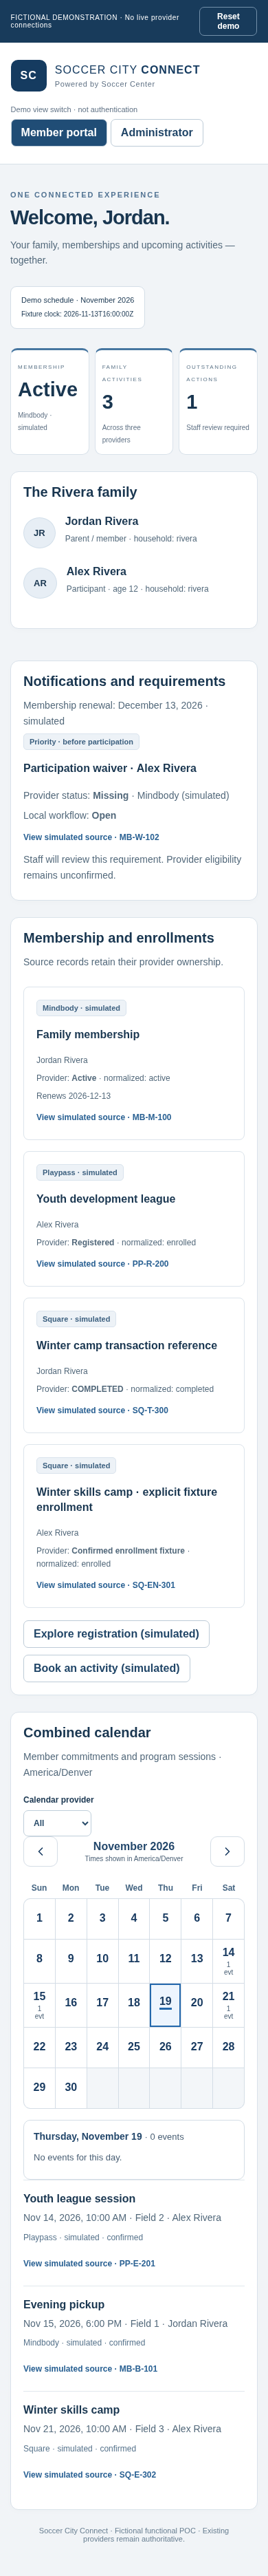 FICTIONAL DEMONSTRATION · No live provider
connections
Reset
demo
SC
SOCCER CITY CONNECT
Powered by Soccer Center
Demo view switch · not authentication
Member portal
Administrator
ONE CONNECTED EXPERIENCE
Welcome, Jordan.
Your family, memberships and upcoming activities —
together.
Demo schedule · November 2026
Fixture clock: 2026-11-13T16:00:00Z
MEMBERSHIP
Active
Mindbody ·
simulated
FAMILY
ACTIVITIES
3
Across three
providers
OUTSTANDING
ACTIONS
1
Staff review required
The Rivera family
JR
Jordan Rivera
Parent / member · household: rivera
AR
Alex Rivera
Participant · age 12 · household: rivera
Notifications and requirements
Membership renewal: December 13, 2026 ·
simulated
Priority · before participation
Participation waiver · Alex Rivera
Provider status: Missing · Mindbody (simulated)
Local workflow: Open
View simulated source · MB-W-102
Staff will review this requirement. Provider eligibility
remains unconfirmed.
Membership and enrollments
Source records retain their provider ownership.
Mindbody · simulated
Family membership
Jordan Rivera
Provider: Active · normalized: active
Renews 2026-12-13
View simulated source · MB-M-100
Playpass · simulated
Youth development league
Alex Rivera
Provider: Registered · normalized: enrolled
View simulated source · PP-R-200
Square · simulated
Winter camp transaction reference
Jordan Rivera
Provider: COMPLETED · normalized: completed
View simulated source · SQ-T-300
Square · simulated
Winter skills camp · explicit fixture
enrollment
Alex Rivera
Provider: Confirmed enrollment fixture ·
normalized: enrolled
View simulated source · SQ-EN-301
Explore registration (simulated)
Book an activity (simulated)
Combined calendar
Member commitments and program sessions ·
America/Denver
Calendar provider
All
November 2026
Times shown in America/Denver
Sun Mon Tue Wed Thu Fri Sat
1 2 3 4 5 6 7
8 9 10 11 12 13 14
1
evt
15 16 17 18 19 20 21
1 1
evt evt
22 23 24 25 26 27 28
29 30
Thursday, November 19 · 0 events
No events for this day.
Youth league session
Nov 14, 2026, 10:00 AM · Field 2 · Alex Rivera
Playpass · simulated · confirmed
View simulated source · PP-E-201
Evening pickup
Nov 15, 2026, 6:00 PM · Field 1 · Jordan Rivera
Mindbody · simulated · confirmed
View simulated source · MB-B-101
Winter skills camp
Nov 21, 2026, 10:00 AM · Field 3 · Alex Rivera
Square · simulated · confirmed
View simulated source · SQ-E-302
Soccer City Connect · Fictional functional POC · Existing
providers remain authoritative.